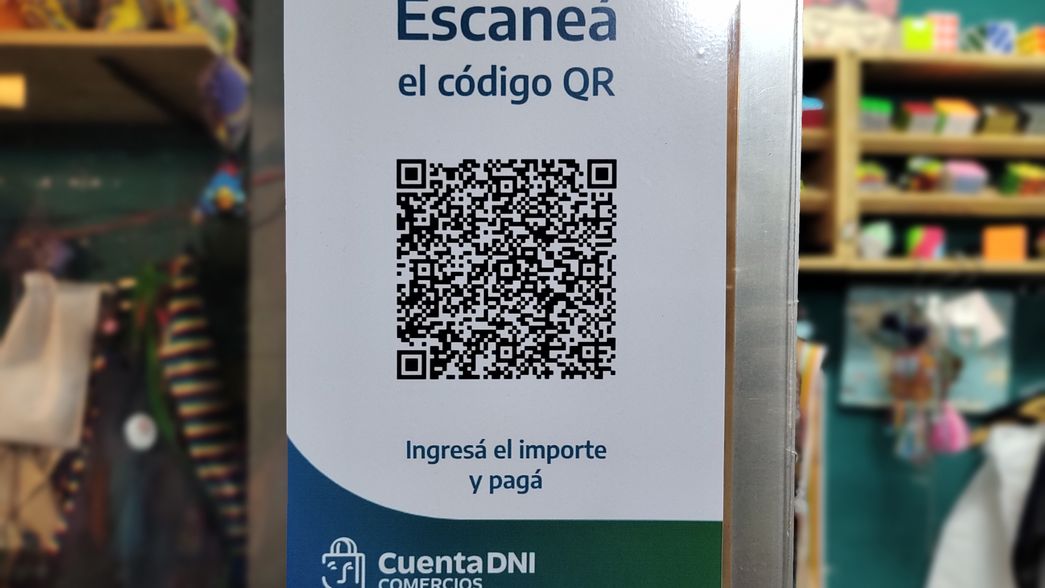 Escaneá
el código QR
Ingresá el importe
y pagá
CuentaDNI
COMERCIOS